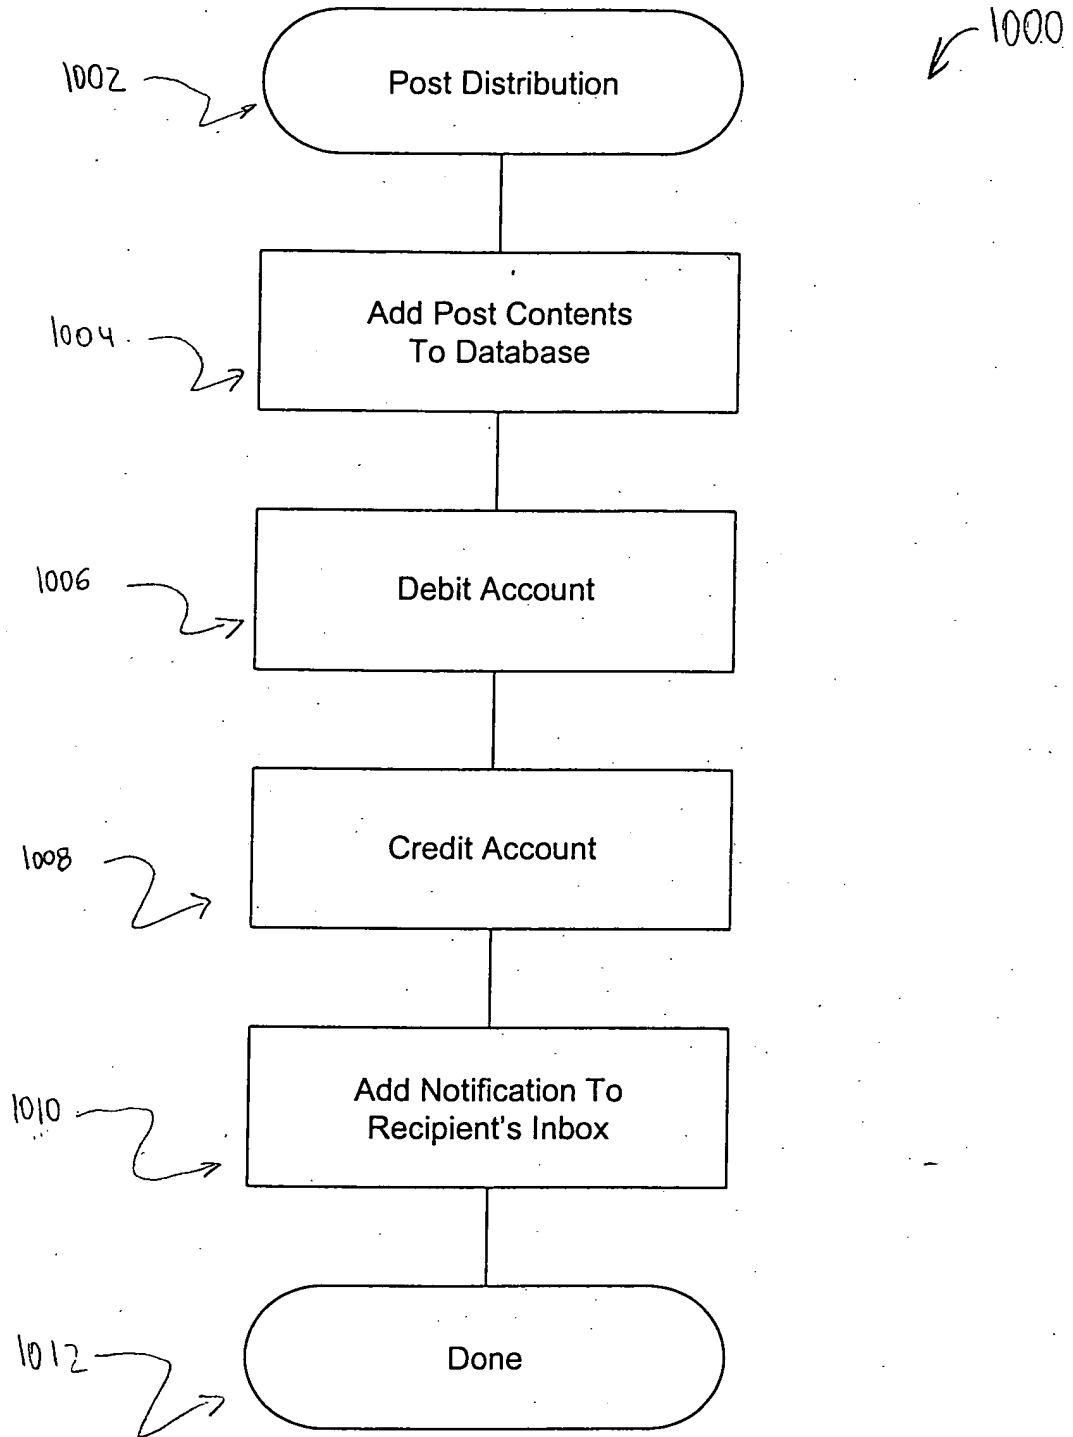 1000
1002
Post Distribution
1004
Add Post Contents
To Database
1006
Debit Account
1008
Credit Account
1010
Add Notification To
Recipient's Inbox
1012
Done